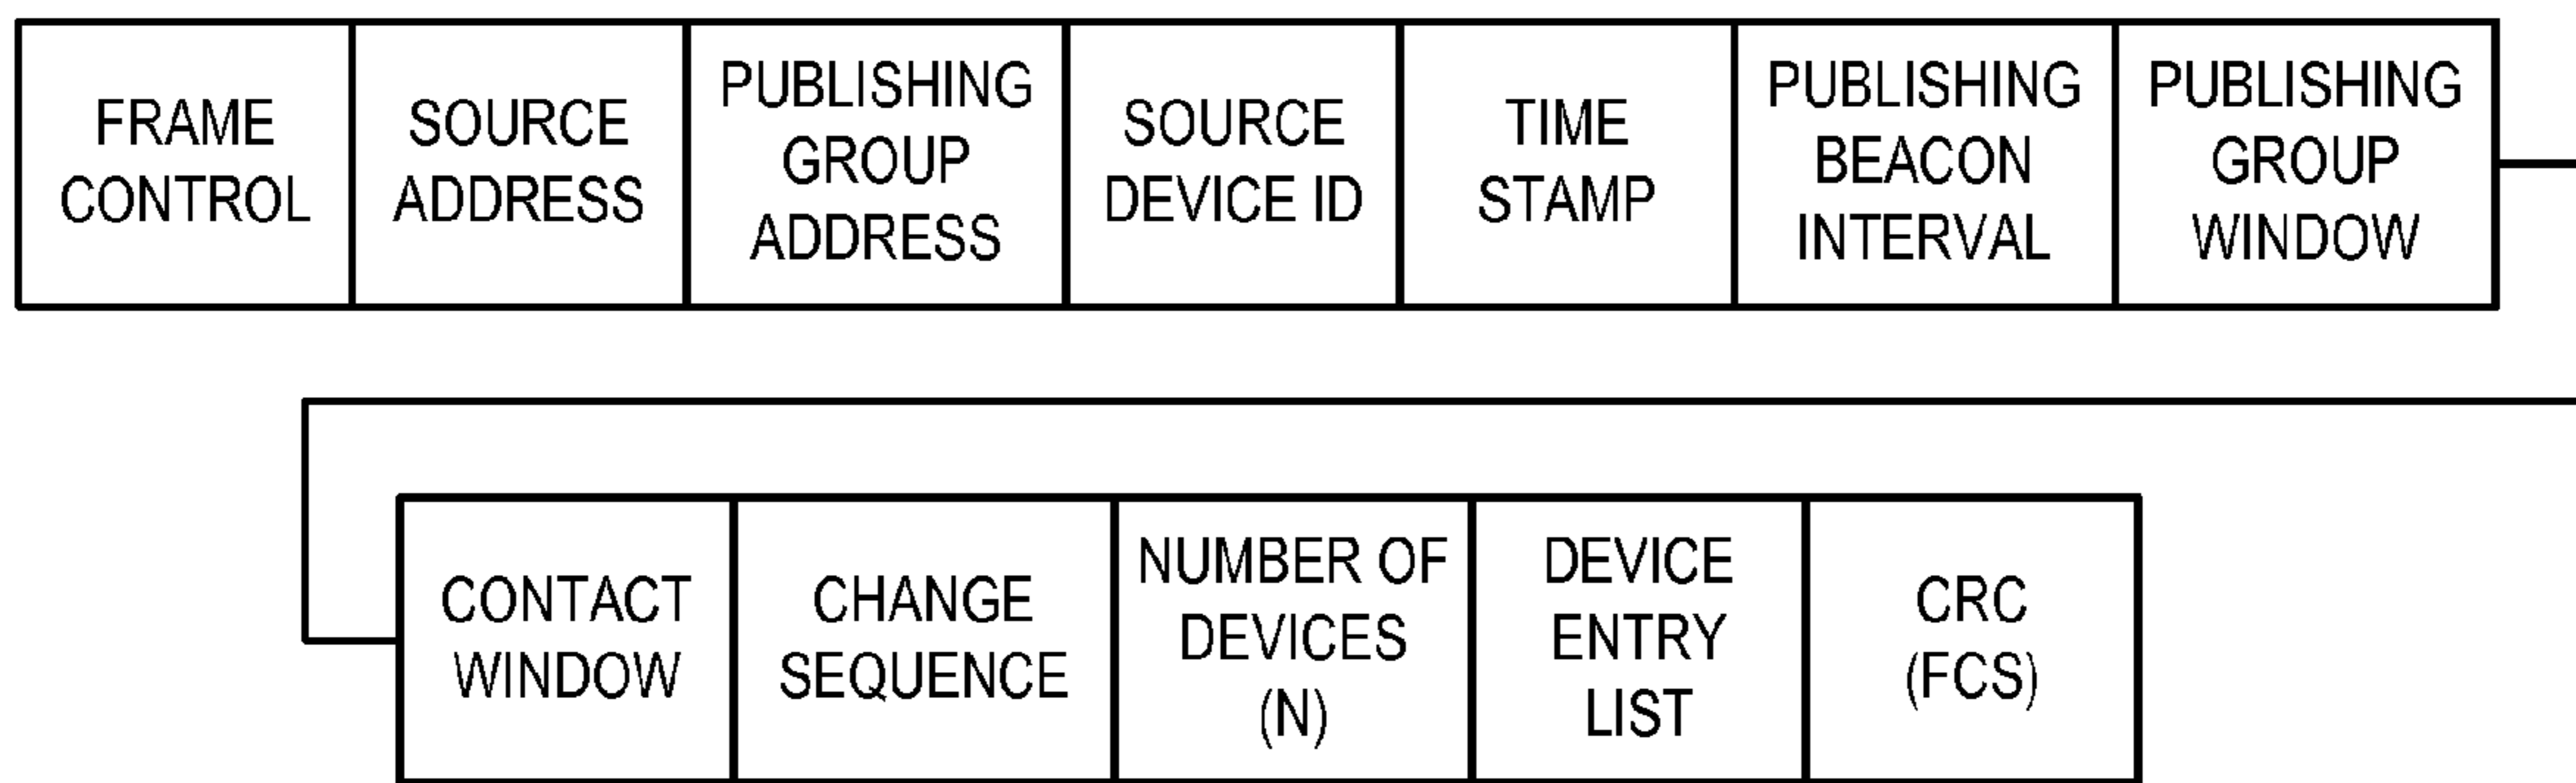 FRAME
CONTROL
SOURCE
ADDRESS
PUBLISHING
GROUP
ADDRESS
SOURCE
DEVICE ID
TIME
STAMP
PUBLISHING
BEACON
INTERVAL
PUBLISHING
GROUP
WINDOW
CONTACT
WINDOW
CHANGE
SEQUENCE
NUMBER OF
DEVICES
(N)
DEVICE
ENTRY
LIST
CRC
(FCS)